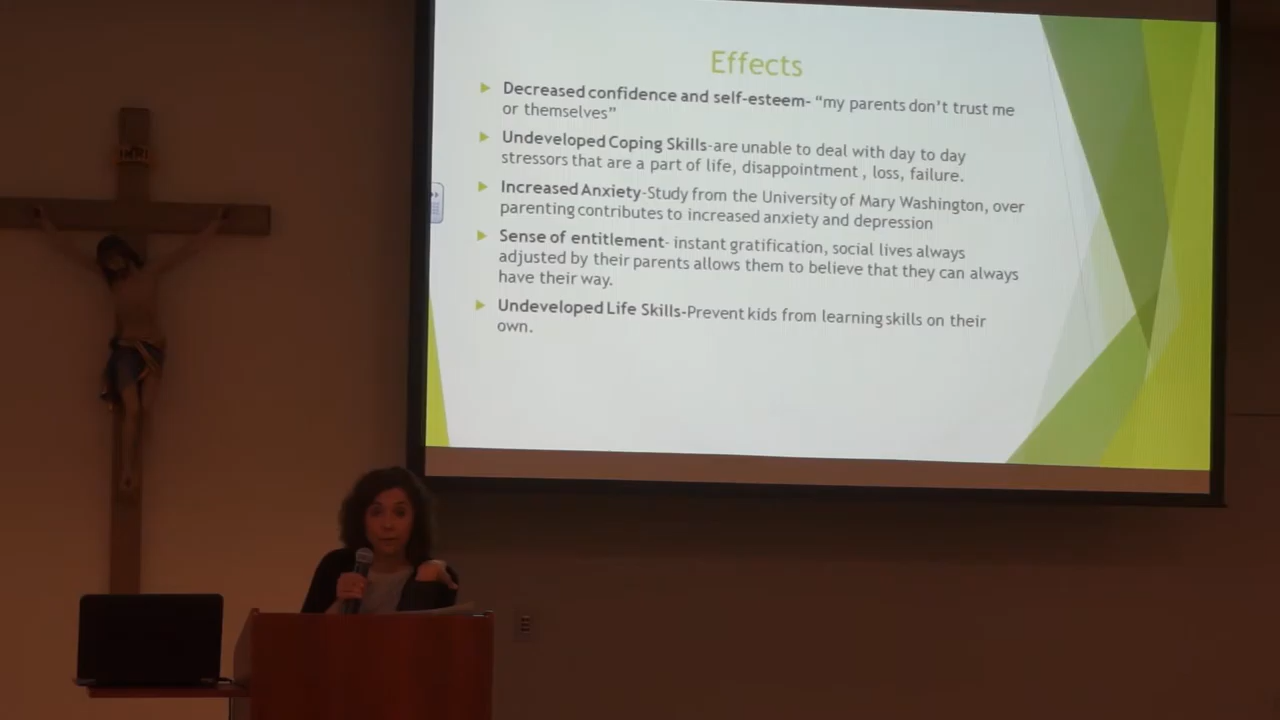 Effects
Decreased confidence and self-esteem- “my parents don’t trust me
or themselves”
Undeveloped Coping Skills-are unable to deal with day to day
stressors that are a part of life, disappointment , loss, failure.
Increased Anxiety-Study from the University of Mary Washington, over
parenting contributes to increased anxiety and depression
Sense of entitlement- instant gratification, social lives always
adjusted by their parents allows them to believe that they can always
have their way.
Undeveloped Life Skills-Prevent kids from learning skills on their
own.
INRI